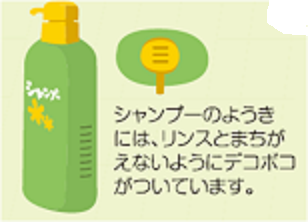 シャンプー
シャンプーのようき
には、リンスとまちが
えないようにデコボコ
がついています。